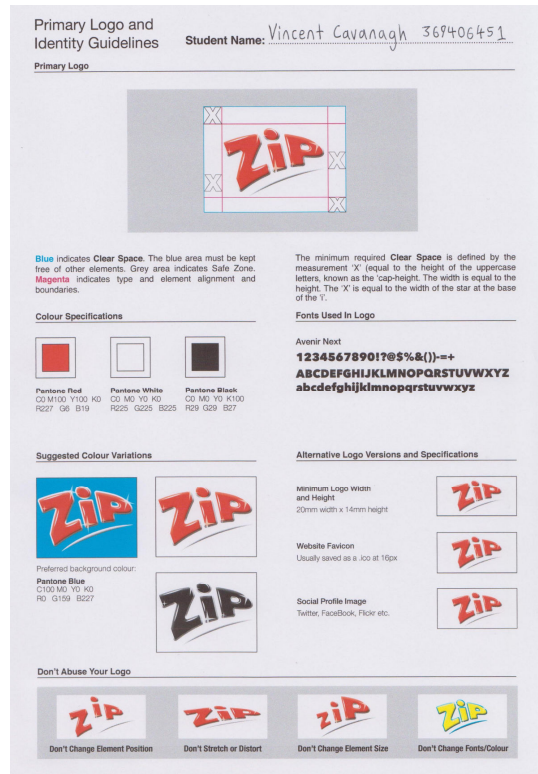 Primary Logo and
Identity Guidelines
Student Name: Vincent Cavanagh 369406451
Primary Logo
X
X
X
X
Zip
Blue indicates Clear Space. The blue area must be kept
free of other elements. Grey area indicates Safe Zone.
Magenta indicates type and element alignment and
boundaries.
The minimum required Clear Space is defined by the
measurement 'X' (equal to the height of the uppercase
letters, known as the 'cap-height. The width is equal to the
height. The 'X' is equal to the width of the star at the base
of the 'i'.
Colour Specifications
Pantone Red
C0 M100 Y100 K0
R227 G6 B19
Pantone White
C0 M0 Y0 K0
R225 G225 B225
Pantone Black
C0 M0 Y0 K100
R29 G29 B27
Fonts Used In Logo
Avenir Next
1234567890!?@$%&())-=+
ABCDEFGHIJKLMNOPQRSTUVWXYZ
abcdefghijklmnopqrstuvwxyz
Suggested Colour Variations
Zip
Zip
Zip
Preferred background colour:
Pantone Blue
C100 M0 Y0 K0
R0 G159 B227
Alternative Logo Versions and Specifications
Minimum Logo Width
and Height
20mm width x 14mm height
Zip
Website Favicon
Usually saved as a .ico at 16px
Zip
Social Profile Image
Twitter, FaceBook, Flickr etc.
Zip
Don't Abuse Your Logo
Zip
Don't Change Element Position
Zip
Don't Stretch or Distort
Zip
Don't Change Element Size
Zip
Don't Change Fonts/Colour